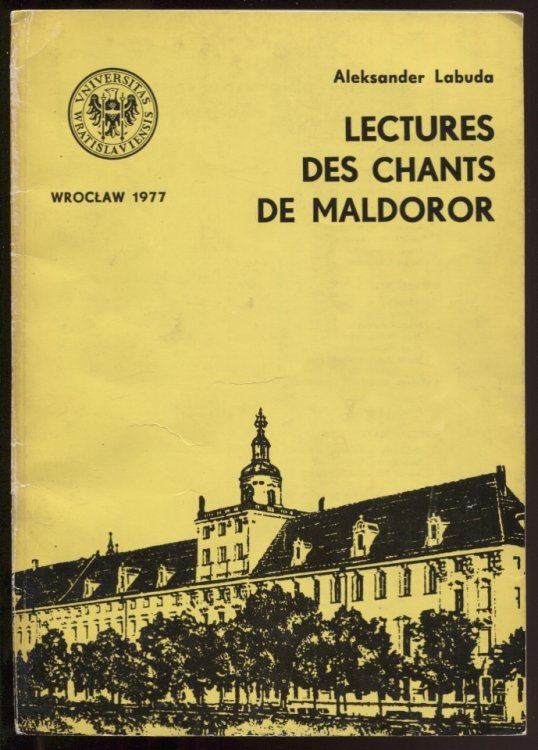 UNIVERSITAS
WRATISLAVIENSIS
WROCŁAW 1977
Aleksander Labuda
LECTURES
DES CHANTS
DE MALDOROR